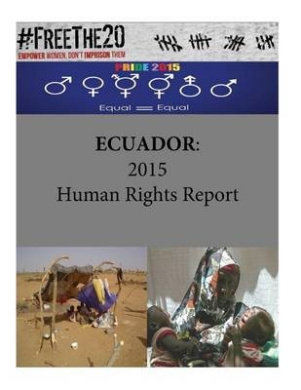 #FREETHE20
EMPOWER WOMEN, DON'T IMPRISON THEM
PRIDE 2015
Equal = Equal
ECUADOR:
2015
Human Rights Report